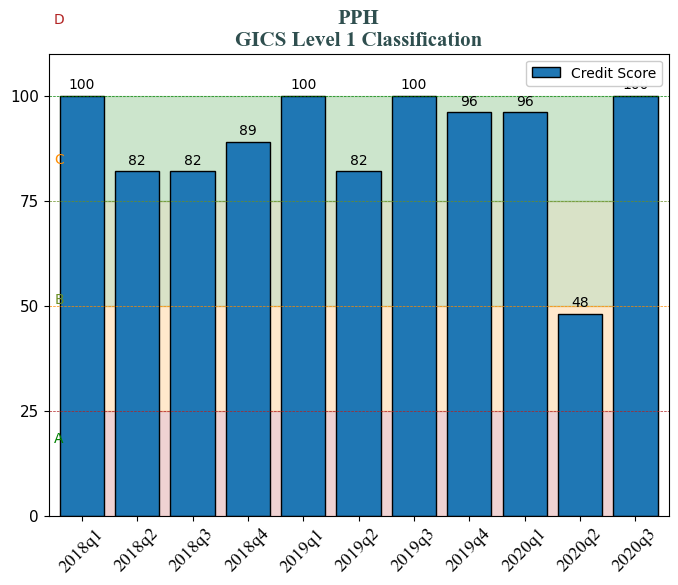 D
PPH
GICS Level 1 Classification
Credit Score
100
82
82
89
100
82
100
96
96
48
100
100
75
50
25
0
C
B
A
2018q1
2018q2
2018q3
2018q4
2019q1
2019q2
2019q3
2019q4
2020q1
2020q2
2020q3